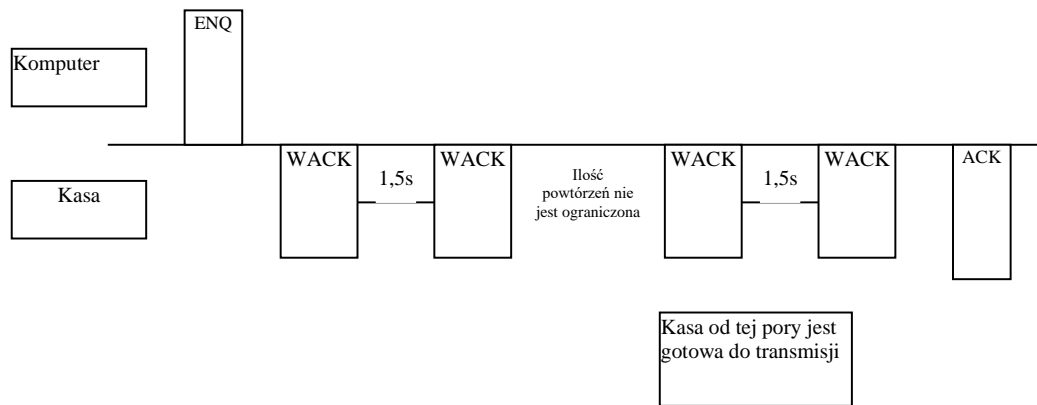 ENQ
Komputer
WACK
WACK
WACK
WACK
ACK
1,5s
Ilość
powtórzeń nie
jest ograniczona
1,5s
Kasa
Kasa od tej pory jest
gotowa do transmisji